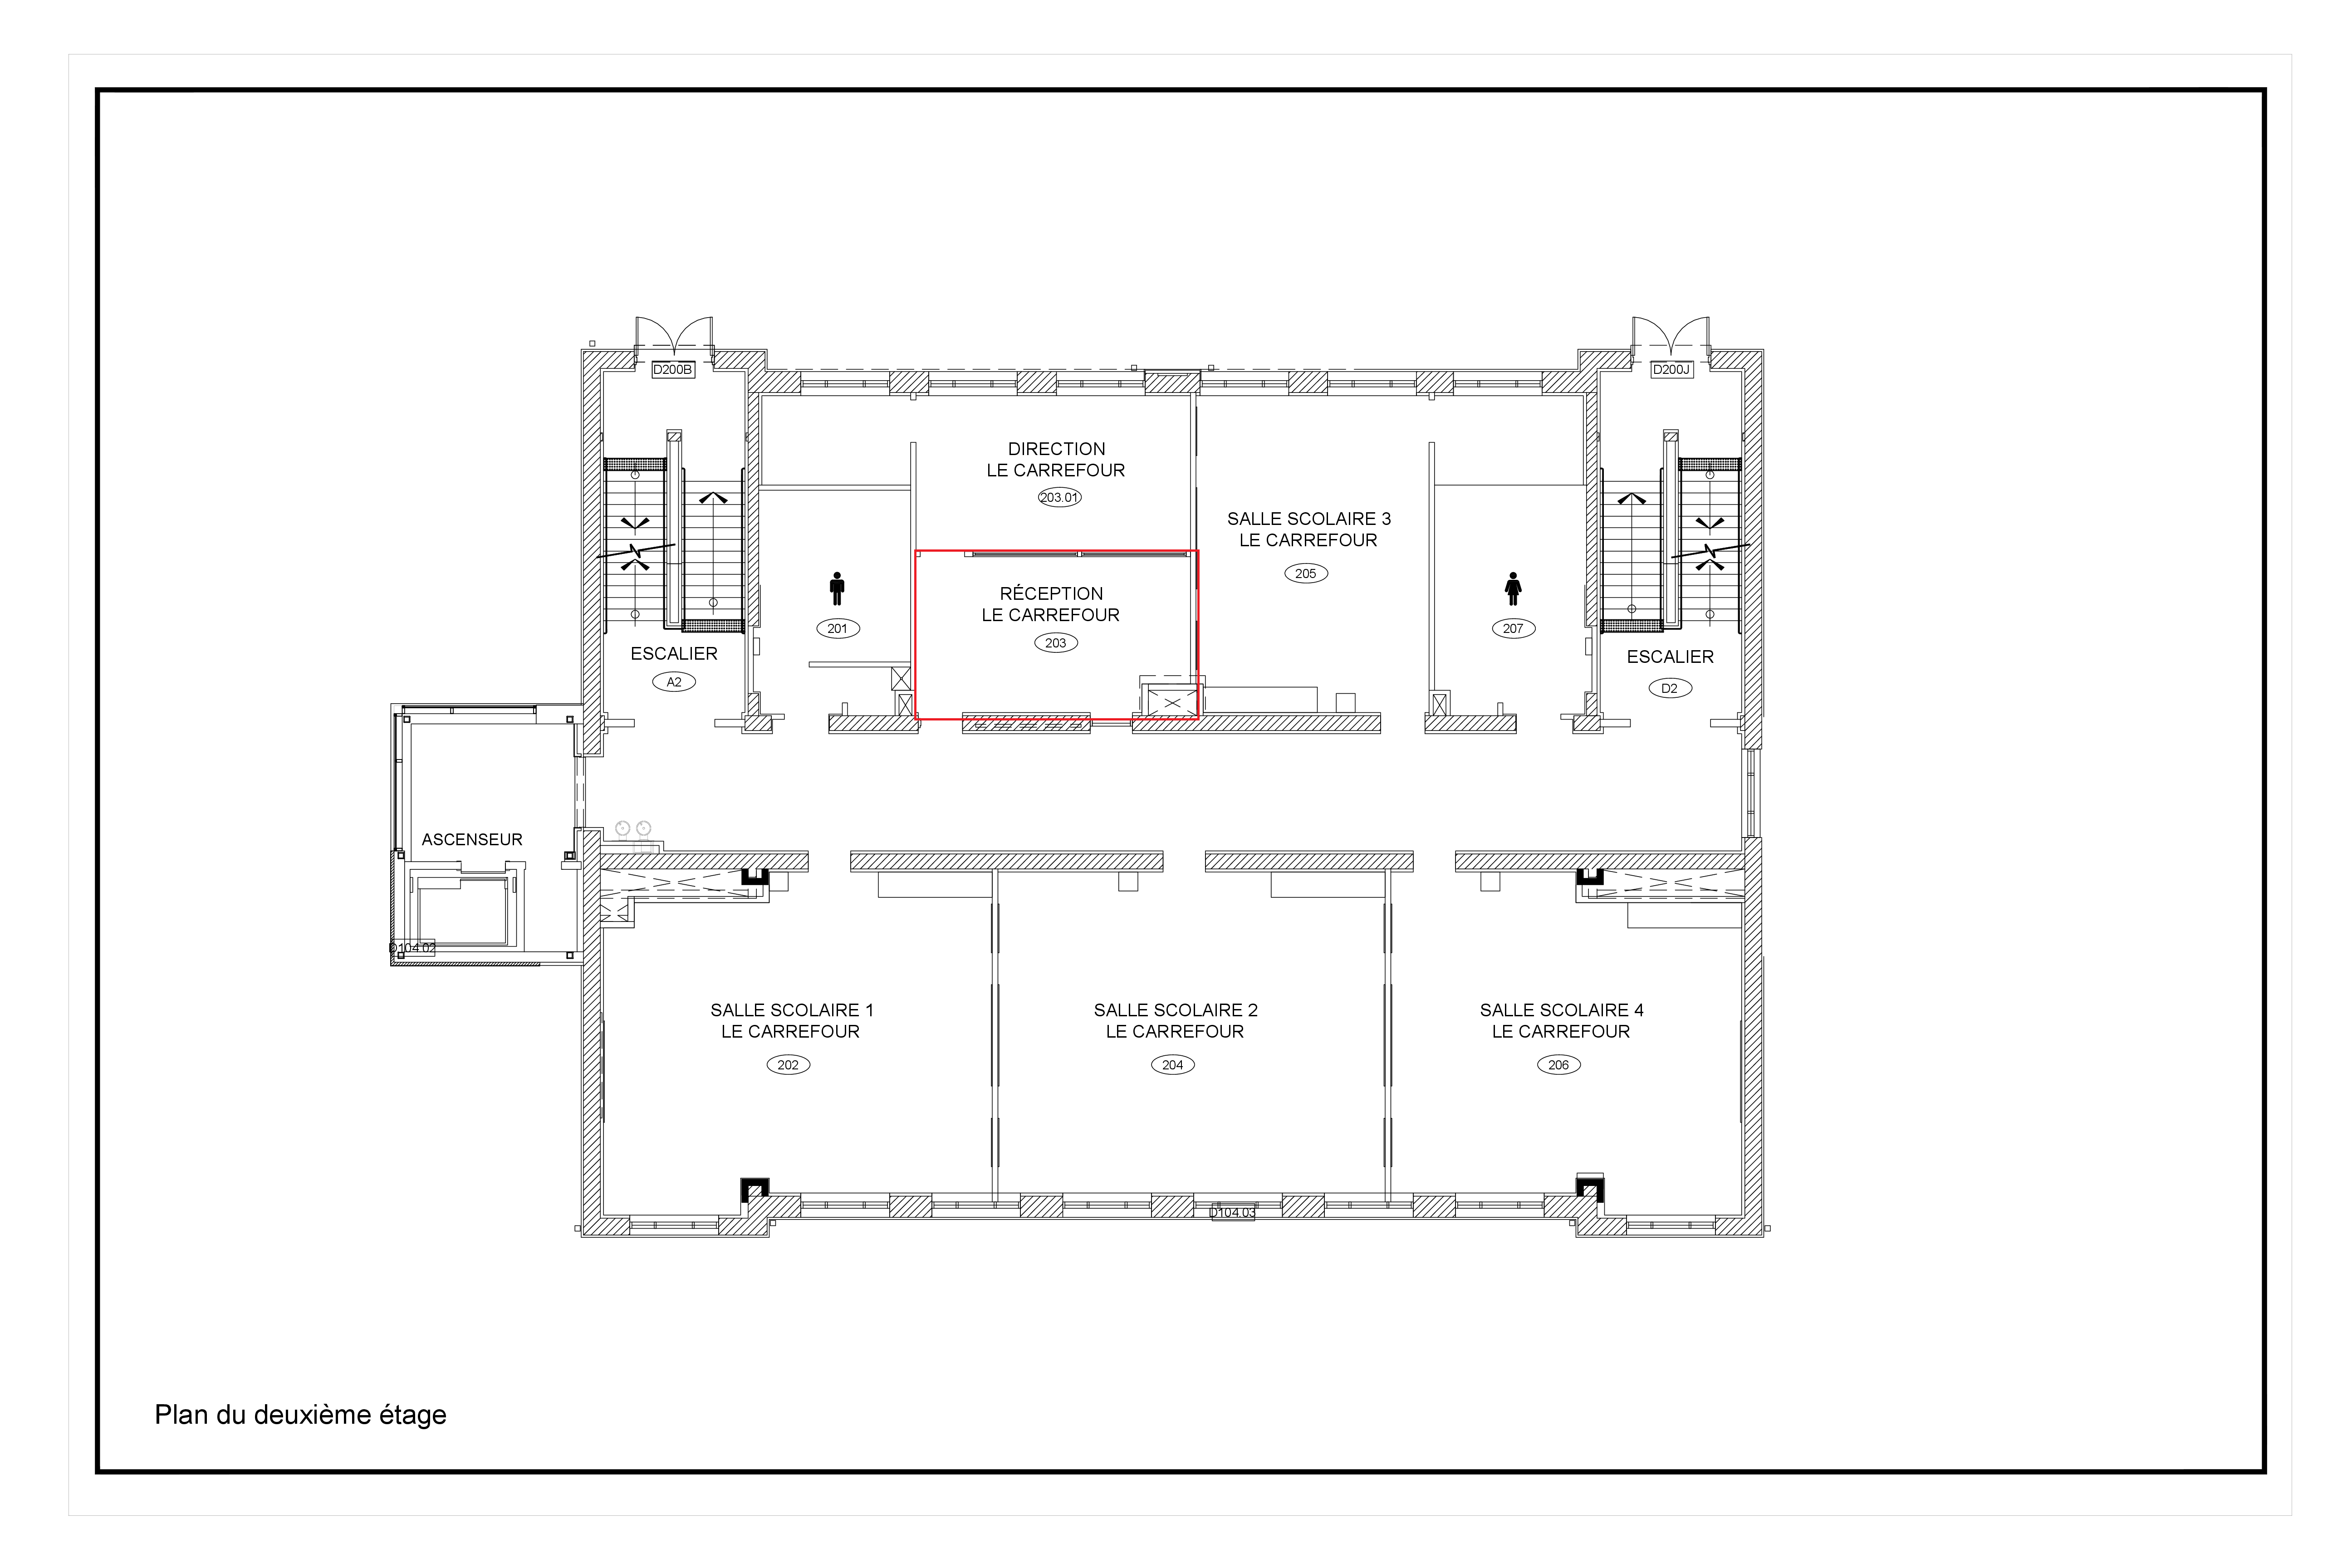 D200B
D200J
DIRECTION
LE CARREFOUR
203.01
SALLE SCOLAIRE 3
LE CARREFOUR
205
RÉCEPTION
LE CARREFOUR
203
201
207
ESCALIER
A2
ESCALIER
D2
ASCENSEUR
D104.02
SALLE SCOLAIRE 1
LE CARREFOUR
202
SALLE SCOLAIRE 2
LE CARREFOUR
204
SALLE SCOLAIRE 4
LE CARREFOUR
206
D104.03
Plan du deuxième étage